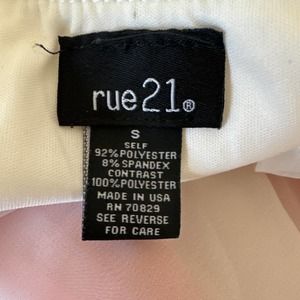 rue21®
S
SELF
92%POLYESTER
8%SPANDEX
CONTRAST
100%POLYESTER
MADE IN USA
RN 70829
SEE REVERSE
FOR CARE